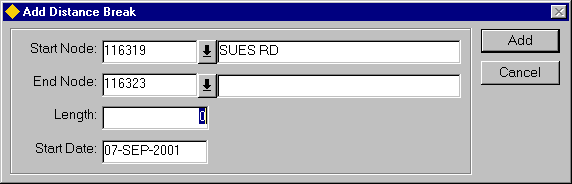 Add Distance Break
Start Node: 116319 SUES RD Add
End Node: 116323 Cancel
Length: 0
Start Date: 07-SEP-2001